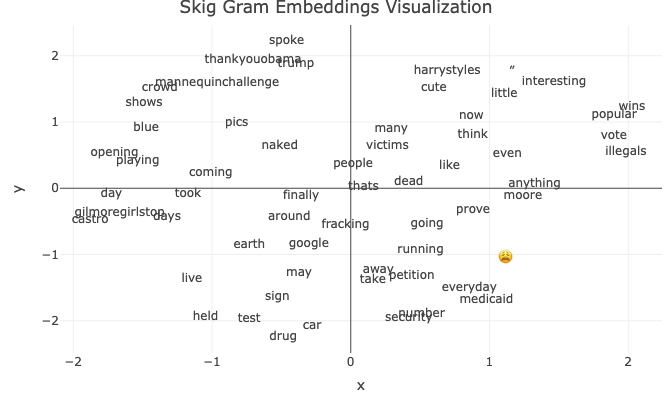 Skig Gram Embeddings Visualization
spoke
thankyouobama
trump
harrystyles
”
2
mannequinchallenge
interesting
crowd
cute
little
shows
wins
popular
pics
now
1
blue
many
think
vote
naked
victims
opening
even
illegals
playing
people
like
coming
thats
dead
anything
y
0
day
took
finally
moore
gilmoregirlstop
prove
castro
days
around
fracking
going
earth
google
running
−1
away
may
take
petition
live
everyday
sign
medicaid
held
test
number
security
−2
car
drug
−2
−1
0
1
2
x